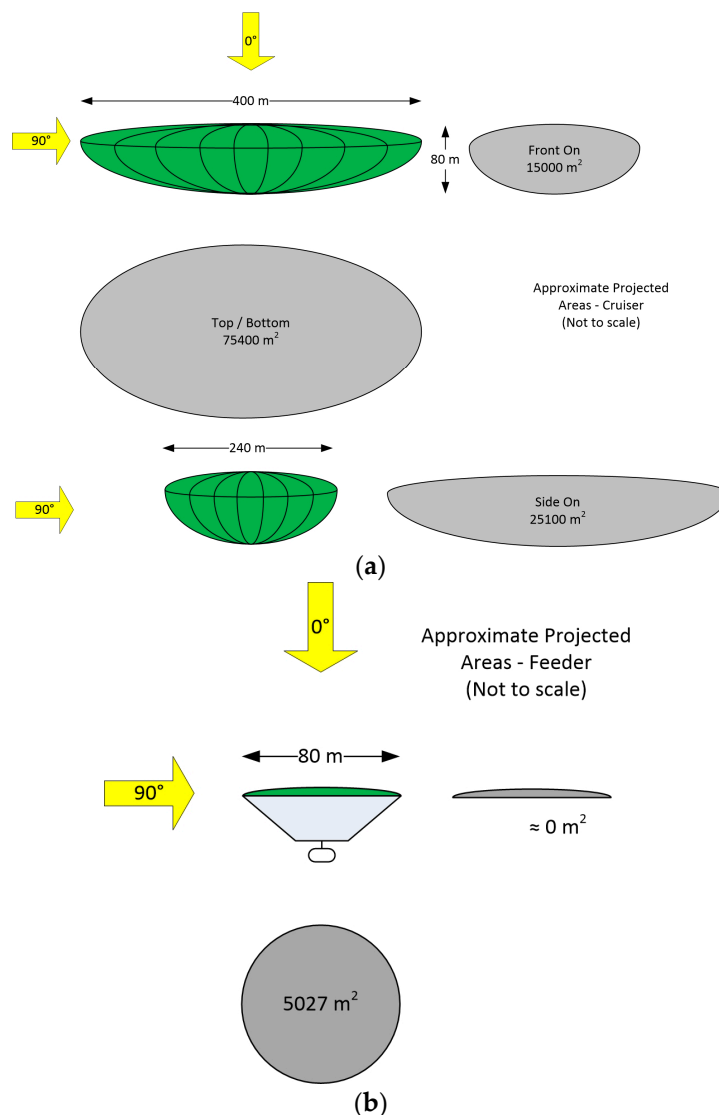 0°
400 m
90°
80 m
Front On
15000 m²
Top / Bottom
75400 m²
Approximate Projected
Areas - Cruiser
(Not to scale)
240 m
90°
Side On
25100 m²
(a)
0°
Approximate Projected
Areas - Feeder
(Not to scale)
80 m
90°
≈ 0 m²
5027 m²
(b)